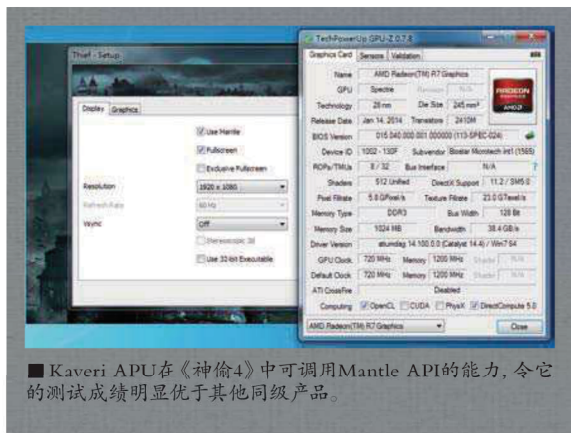 Thief - Setup
Display Graphics
Use Mantle
Fullscreen
Exclusive Fullscreen
Resolution 1920 x 1080
Refresh Rate 60 Hz
Vsync Off
Stereoscopic 3D
Use 32-bit Executable
TechPowerUp GPU-Z 0.7.8
Graphics Card Sensors Validation
Name AMD Radeon(TM) R7 Graphics
GPU Spectre Revision N/A
RADEON
GRAPHICS
AMD
Technology 28 nm Die Size 245 mm²
Release Date Jan 14, 2014 Transistors 2410M
BIOS Version 015.040.000.001.000000 (113-SPEC-024)
Device ID 1002 - 130F Subvendor Biostar Microtech Int'l (1565)
ROPs/TMUs 8 / 32 Bus Interface N/A ?
Shaders 512 Unified DirectX Support 11.2 / SM5.0
Pixel Fillrate 5.8 GPixel/s Texture Fillrate 23.0 GTexel/s
Memory Type DDR3 Bus Width 128 Bit
Memory Size 1024 MB Bandwidth 38.4 GB/s
Driver Version atiumdag 14.100.0.0 (Catalyst 14.4) / Win7 64
GPU Clock 720 MHz Memory 1200 MHz Shader N/A
Default Clock 720 MHz Memory 1200 MHz Shader N/A
ATI CrossFire Disabled
Computing OpenCL CUDA PhysX DirectCompute 5.0
AMD Radeon(TM) R7 Graphics Close
■ Kaveri APU在《神偷4》中可调用Mantle API的能力,令它
的测试成绩明显优于其他同级产品。